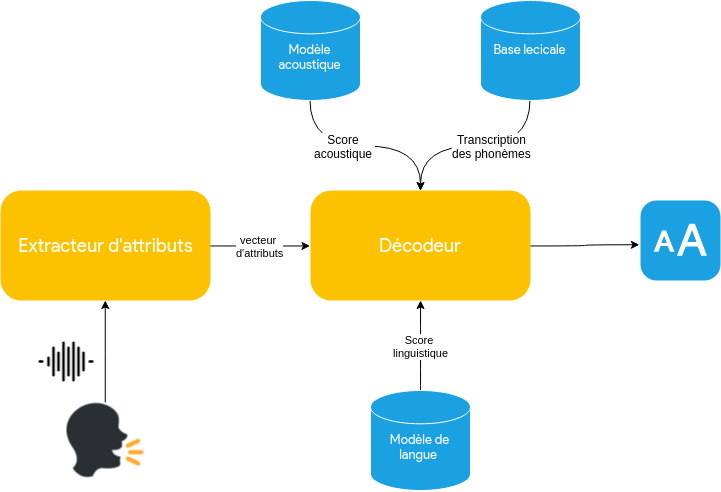 Modèle
acoustique
Base lecicale
Score
acoustique
Transcription
des phonèmes
Extracteur d'attributs
vecteur
d'attributs
Décodeur
AA
Score
linguistique
Modèle de
langue